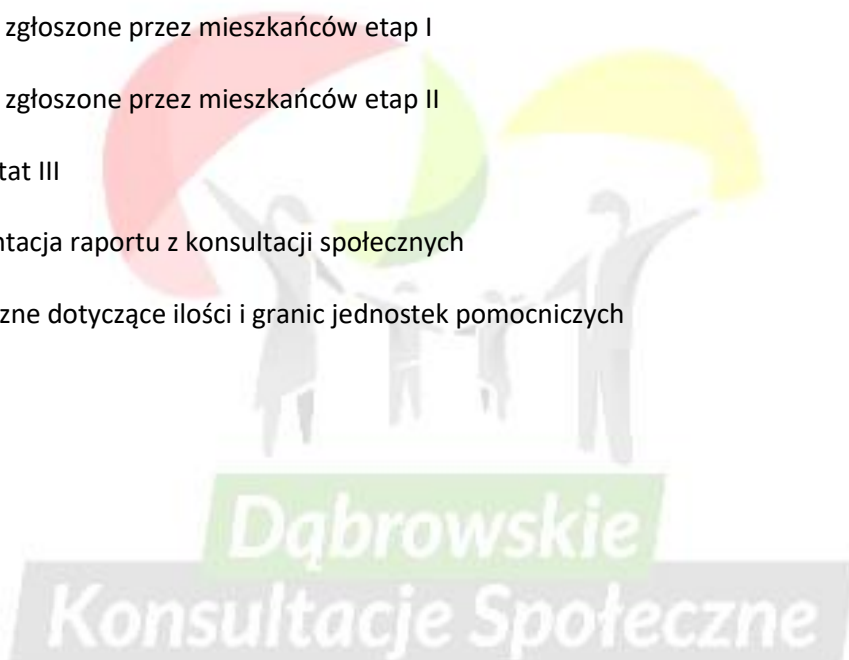 zgłoszone przez mieszkańców etap I
zgłoszone przez mieszkańców etap II
tat III
ntacja raportu z konsultacji społecznych
zne dotyczące ilości i granic jednostek pomocniczych
Dąbrowskie
Konsultacje Społeczne